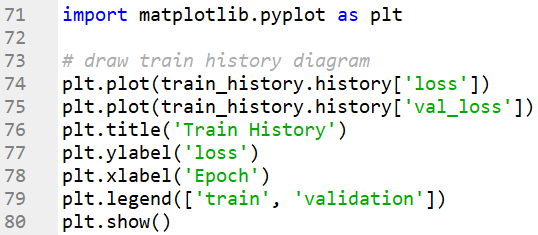 71 import matplotlib.pyplot as plt
72
73 # draw train history diagram
74 plt.plot(train_history.history['loss'])
75 plt.plot(train_history.history['val_loss'])
76 plt.title('Train History')
77 plt.ylabel('loss')
78 plt.xlabel('Epoch')
79 plt.legend(['train', 'validation'])
80 plt.show()